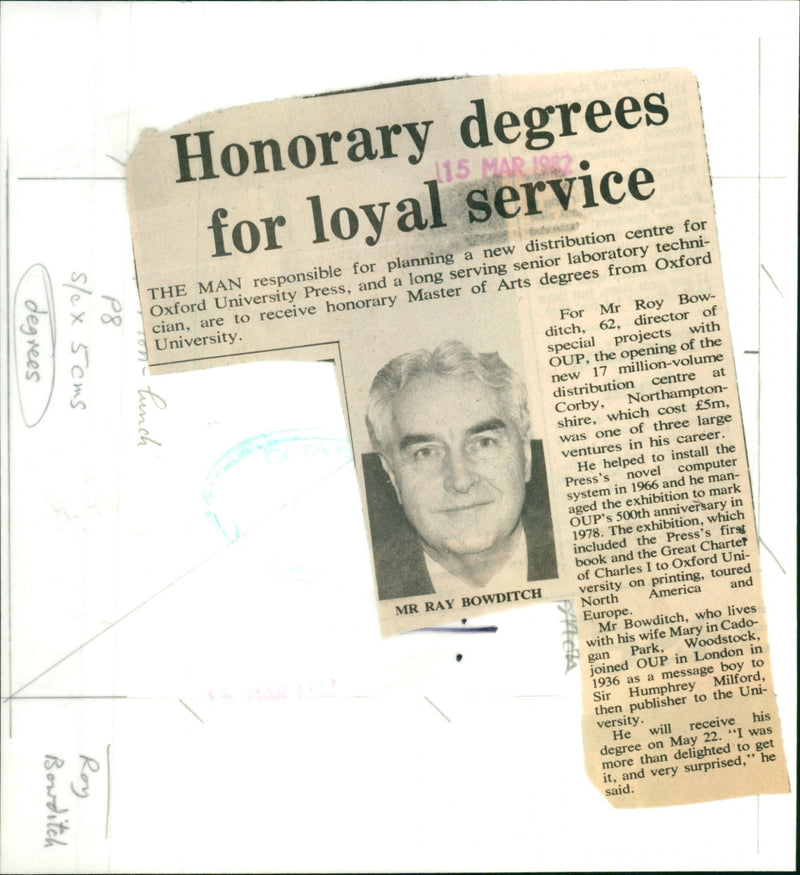 Honorary degrees
for loyal service
15 MAR 1982
THE MAN responsible for planning a new distribution centre for
Oxford University Press, and a long serving senior laboratory techni-
cian, are to receive honorary Master of Arts degrees from Oxford
University.
MR RAY BOWDITCH
For Mr Roy Bow-
ditch, 62, director of
special projects with
OUP, the opening of the
new 17 million-volume
distribution centre at
Corby, Northampton-
shire, which cost £5m,
was one of three large
ventures in his career.
He helped to install the
Press's novel computer
system in 1966 and he man-
aged the exhibition to mark
OUP's 500th anniversary in
1978. The exhibition, which
included the Press's first
book and the Great Charter
of Charles I to Oxford Uni-
versity on printing, toured
North America and
Europe.
Mr Bowditch, who lives
with his wife Mary in Cado-
gan Park, Woodstock,
joined OUP in London in
1936 as a message boy to
Sir Humphrey Milford,
then publisher to the Uni-
versity.
He will receive his
degree on May 22. "I was
more than delighted to get
it, and very surprised," he
said.
lunch
P8
s/c x 5 cms
degrees
15 MAR 1982
Roy
Bowditch